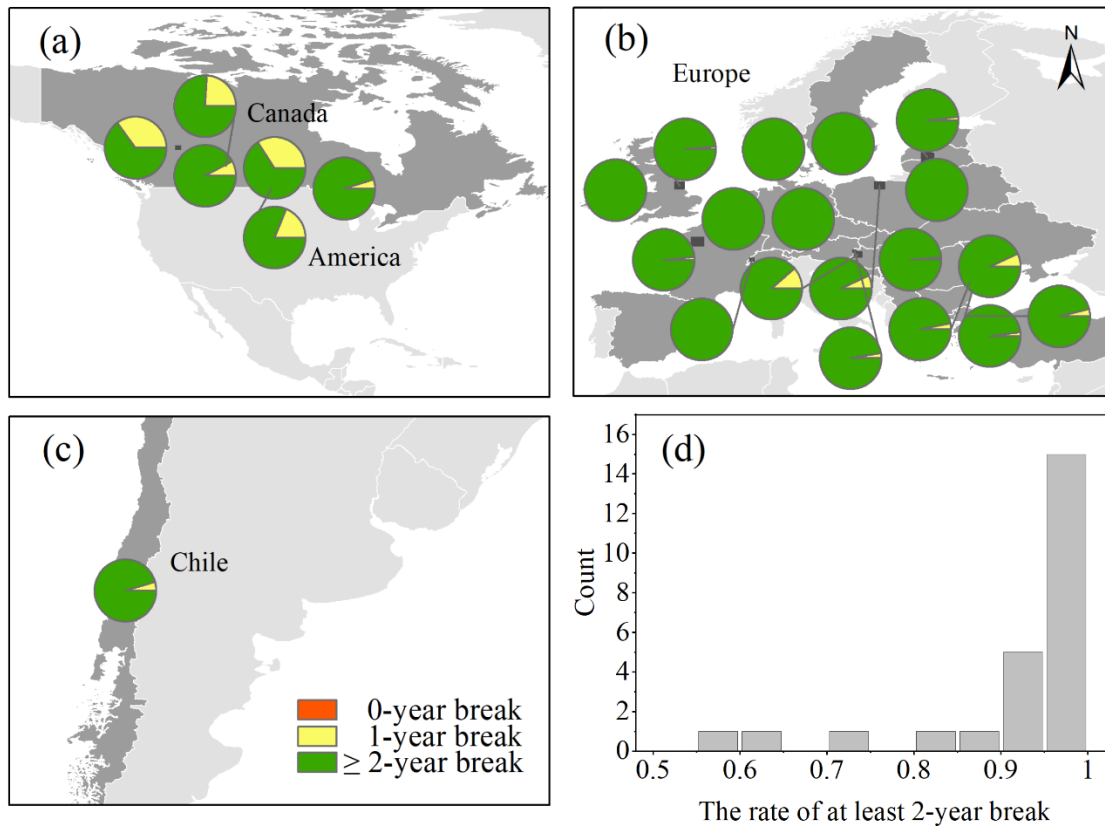 (a)
Canada
America
(b)
Europe
N
(c)
Chile
0-year break
1-year break
≥ 2-year break
(d)
16
14
12
10
8
6
4
2
0
Count
0.5 0.6 0.7 0.8 0.9 1
The rate of at least 2-year break